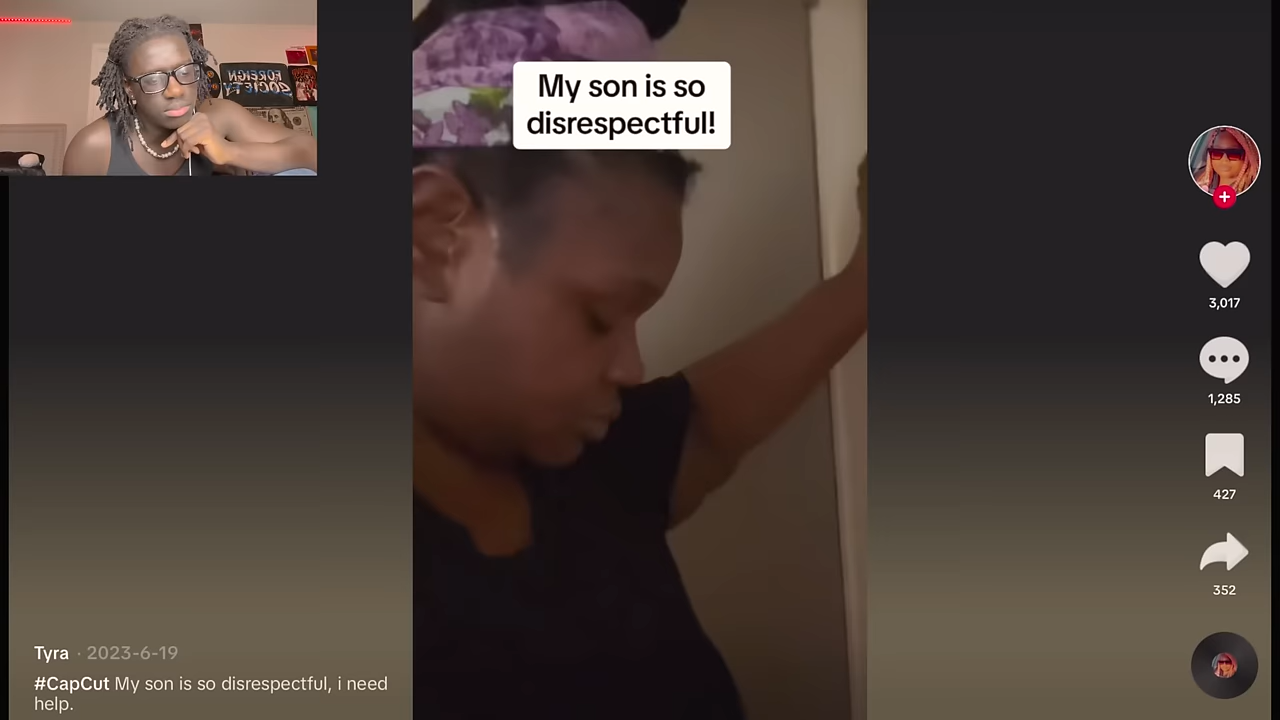 FOREIGN
SOCIETY
My son is so
disrespectful!
3,017
1,285
427
352
Tyra · 2023-6-19
#CapCut My son is so disrespectful, i need
help.